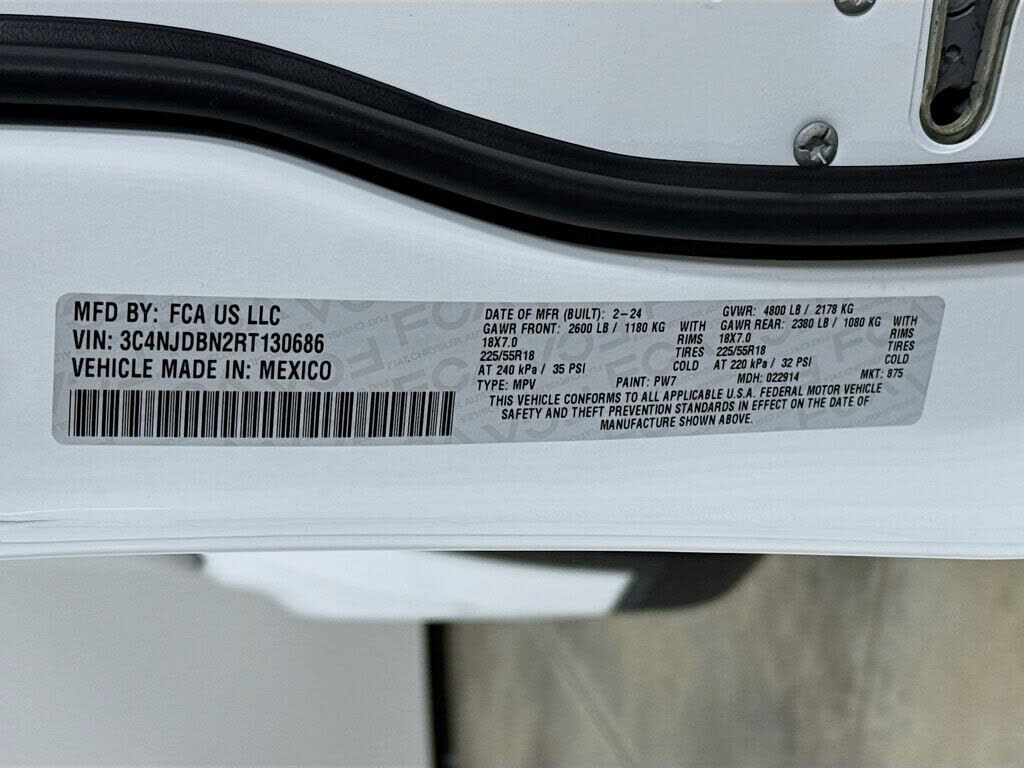 MFD BY: FCA US LLC
VIN: 3C4NJDBN2RT130686
VEHICLE MADE IN: MEXICO
DATE OF MFR (BUILT): 2-24 GVWR: 4800 LB / 2178 KG
GAWR FRONT: 2600 LB / 1180 KG WITH GAWR REAR: 2380 LB / 1080 KG WITH
18X7.0 RIMS 18X7.0 RIMS
225/55R18 TIRES 225/55R18 TIRES
AT 240 kPa / 35 PSI COLD AT 220 kPa / 32 PSI COLD
TYPE: MPV PAINT: PW7 MDH: 022914 MKT: 875
THIS VEHICLE CONFORMS TO ALL APPLICABLE U.S.A. FEDERAL MOTOR VEHICLE
SAFETY AND THEFT PREVENTION STANDARDS IN EFFECT ON THE DATE OF
MANUFACTURE SHOWN ABOVE.